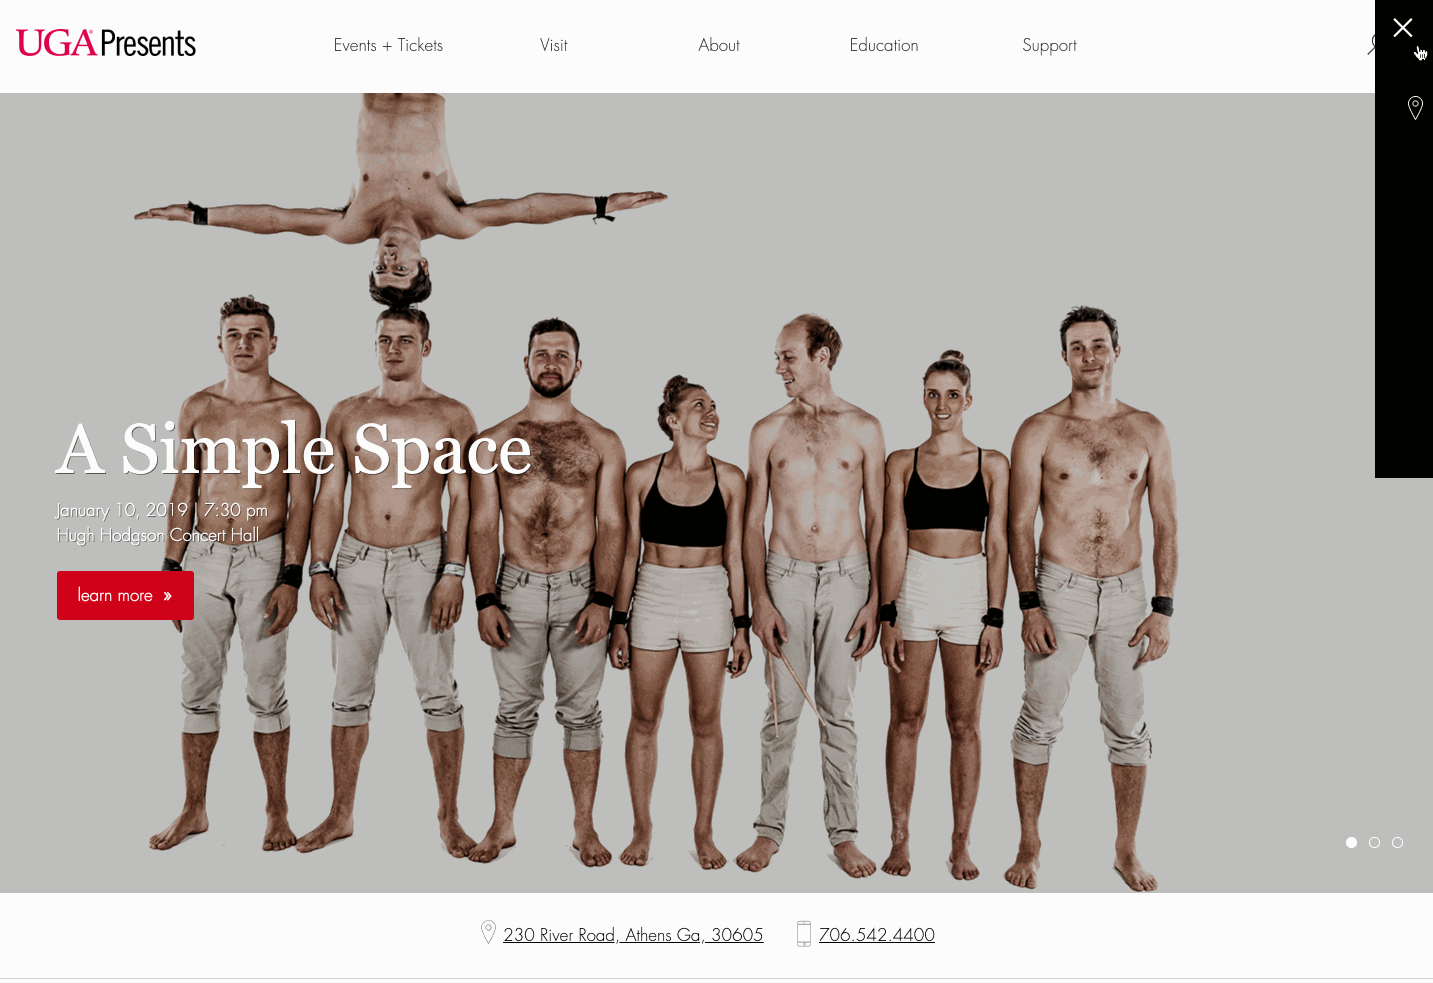 UGA Presents
Events + Tickets
Visit
About
Education
Support
A Simple Space
January 10, 2019 | 7:30 pm
Hugh Hodgson Concert Hall
learn more »
230 River Road, Athens Ga, 30605
706.542.4400